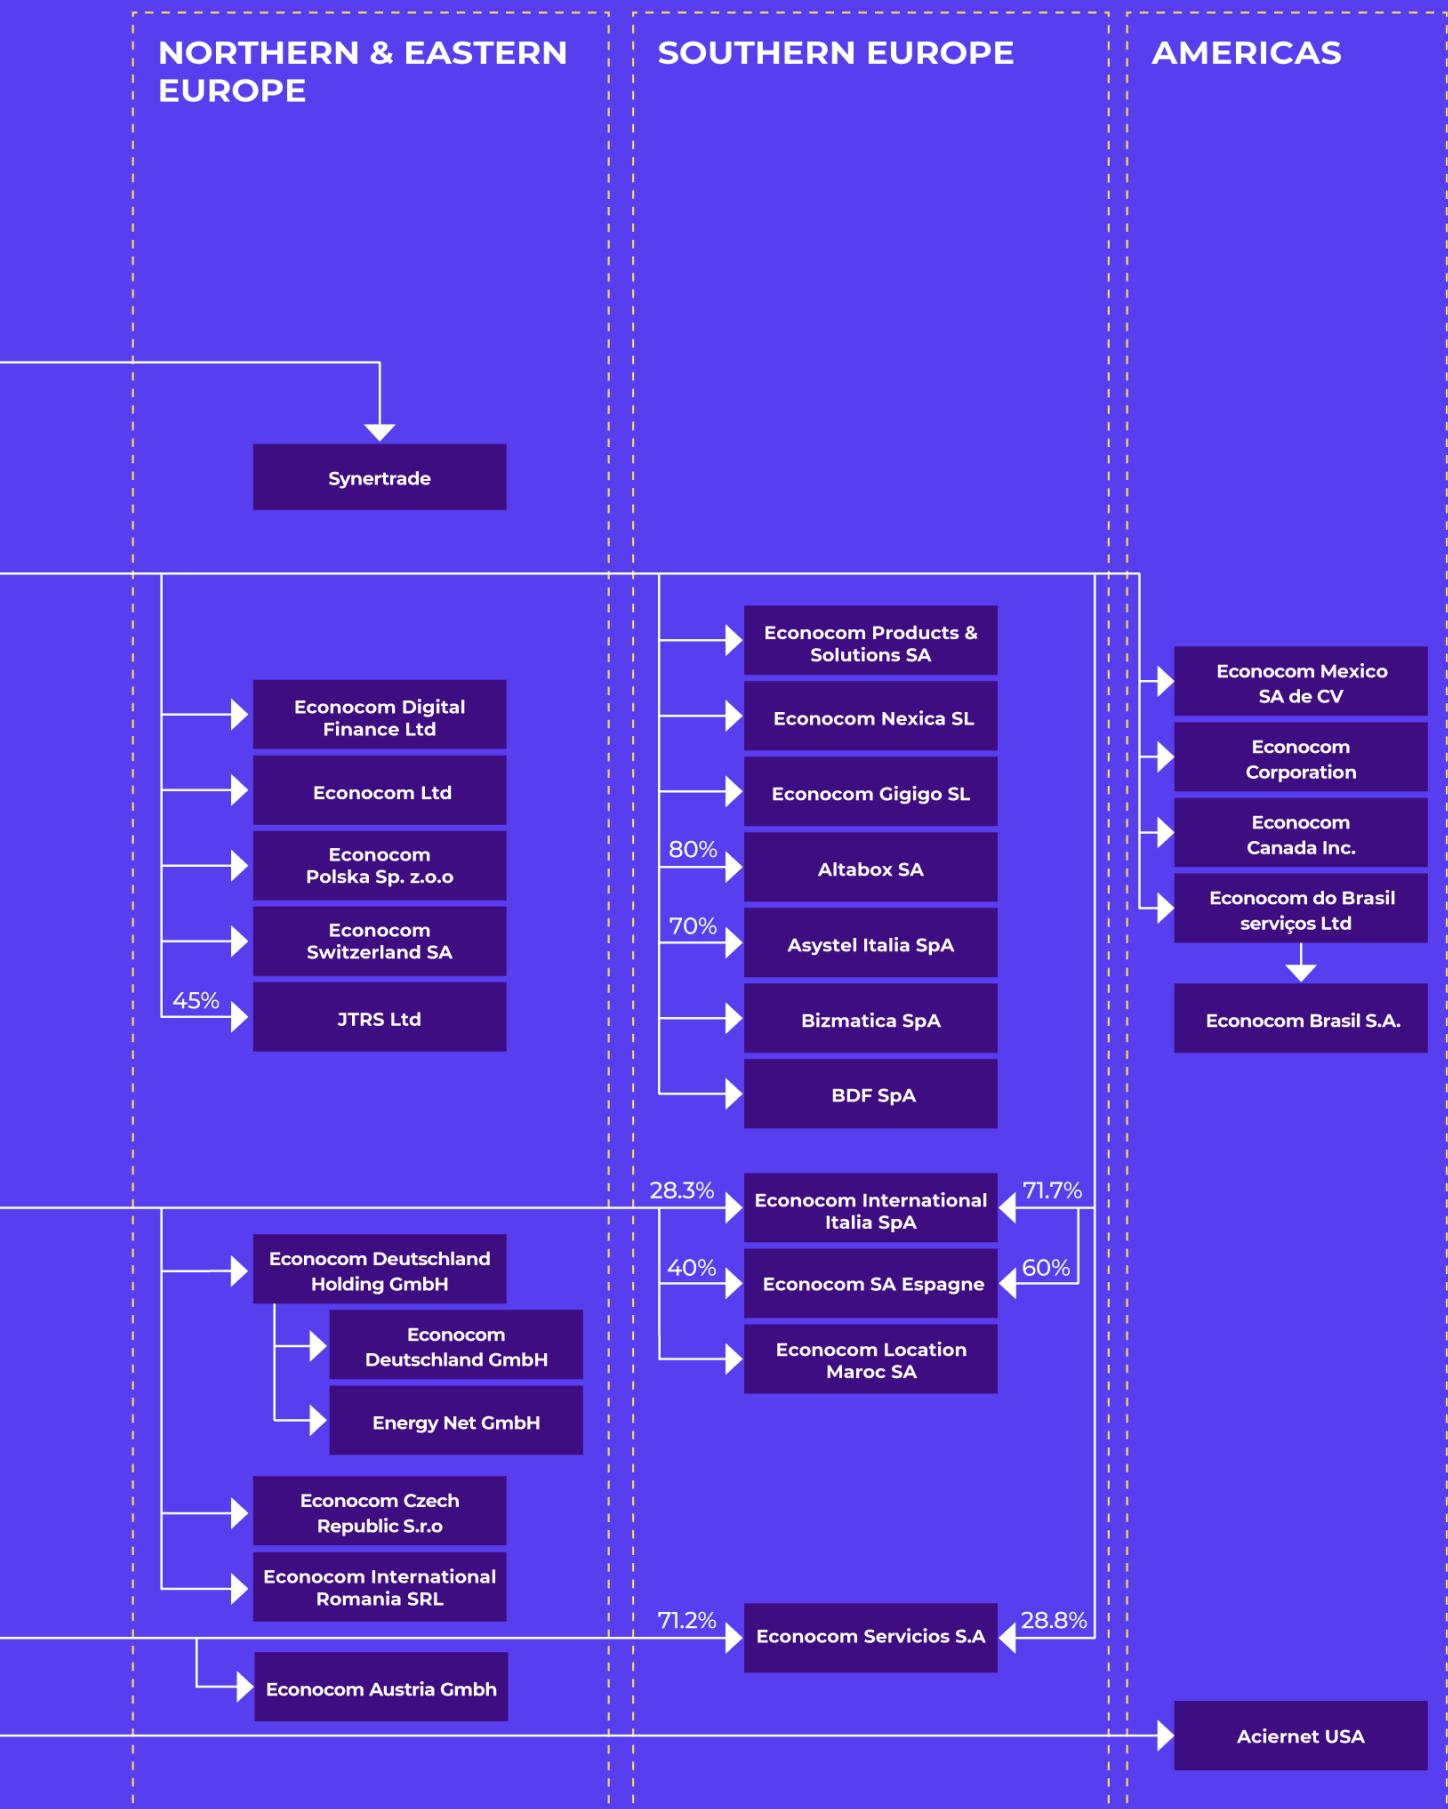 NORTHERN & EASTERN
EUROPE
Synertrade
Econocom Digital
Finance Ltd
Econocom Ltd
Econocom
Polska Sp. z.o.o
Econocom
Switzerland SA
45%
JTRS Ltd
Econocom Deutschland
Holding GmbH
Econocom
Deutschland GmbH
Energy Net GmbH
Econocom Czech
Republic S.r.o
Econocom International
Romania SRL
Econocom Austria Gmbh
SOUTHERN EUROPE
Econocom Products &
Solutions SA
Econocom Nexica SL
Econocom Gigigo SL
80%
Altabox SA
70%
Asystel Italia SpA
Bizmatica SpA
BDF SpA
28.3%
Econocom International
Italia SpA
71.7%
40%
Econocom SA Espagne
60%
Econocom Location
Maroc SA
71.2%
Econocom Servicios S.A
28.8%
AMERICAS
Econocom Mexico
SA de CV
Econocom
Corporation
Econocom
Canada Inc.
Econocom do Brasil
serviços Ltd
Econocom Brasil S.A.
Aciernet USA